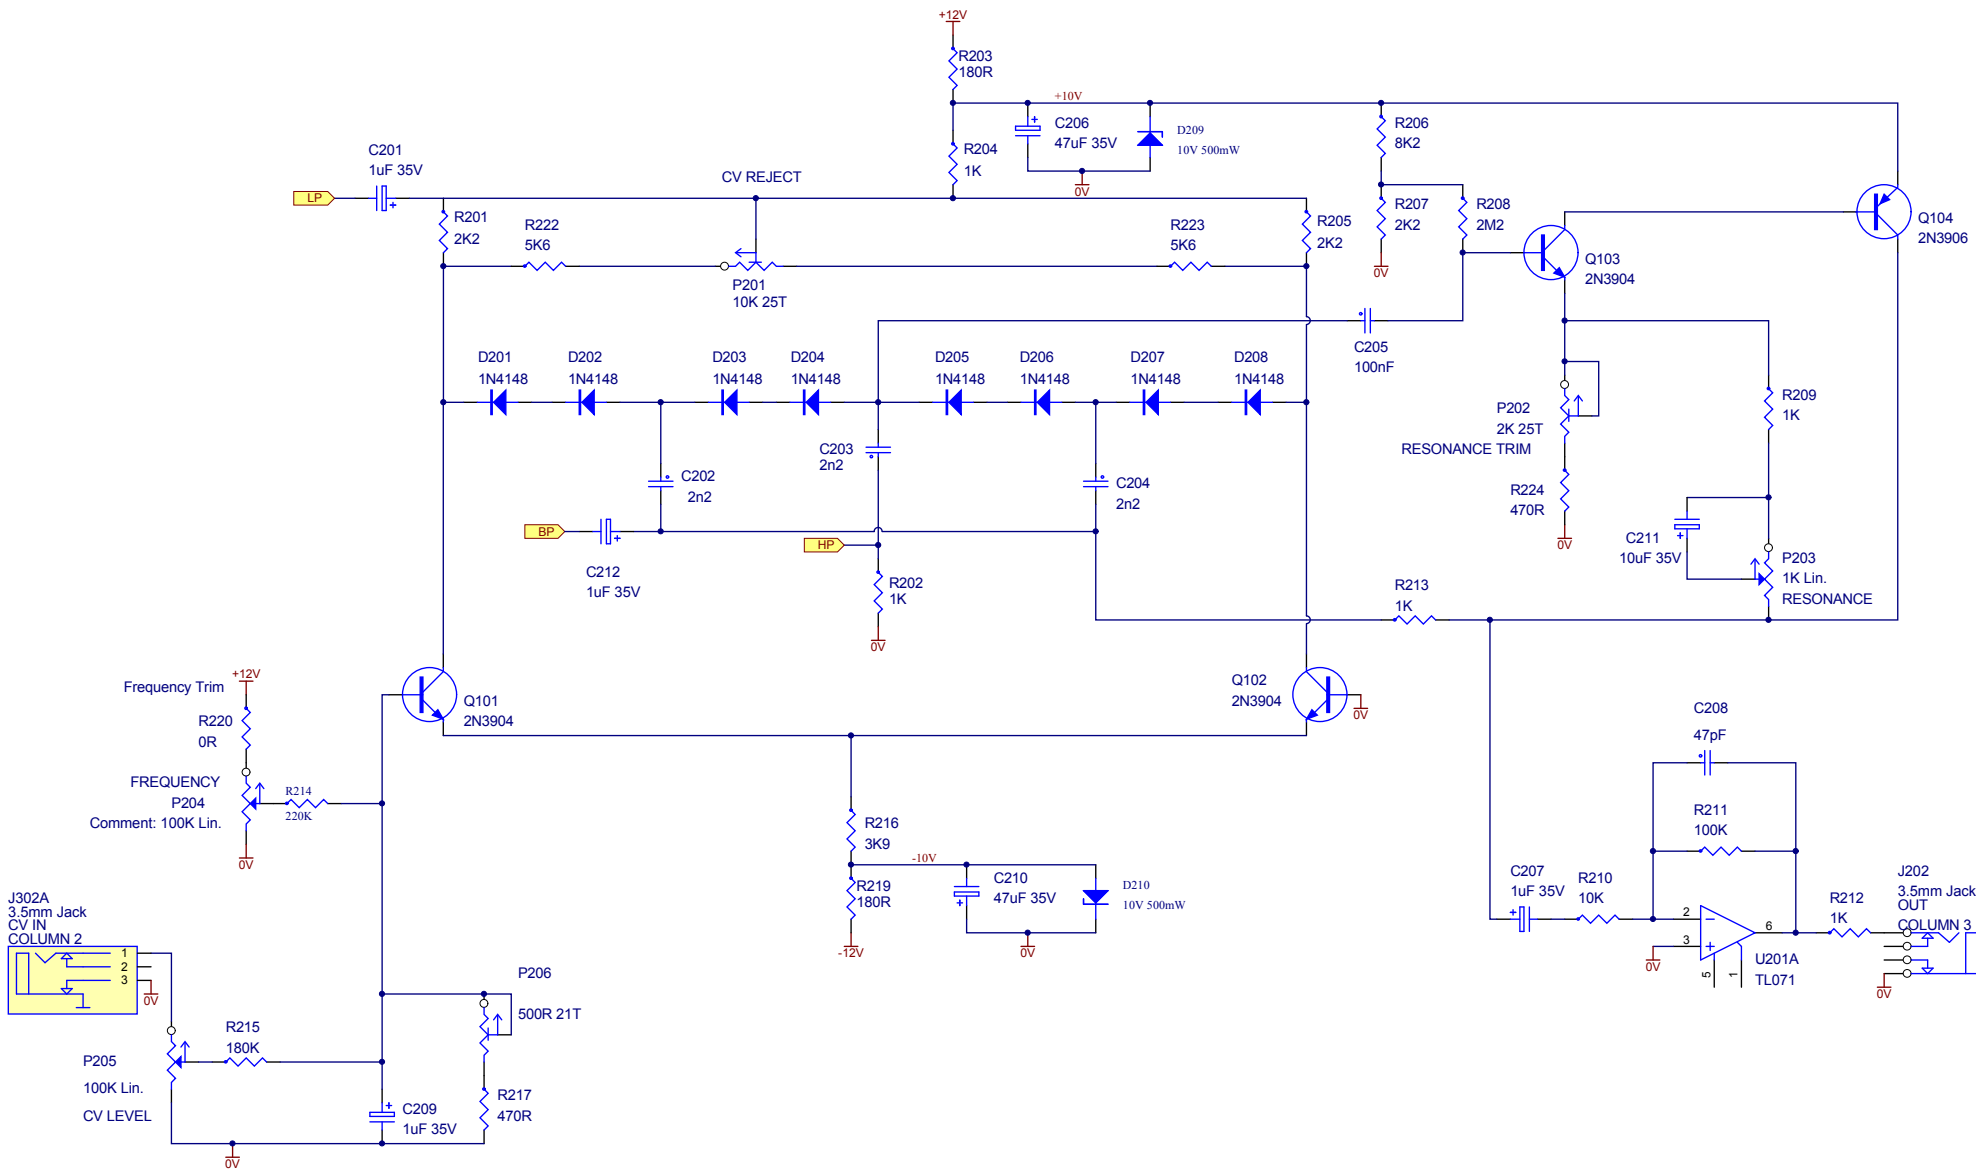 +12V
R203
180R
+10V
C206
47uF 35V
D209
10V 500mW
0V
R204
1K
R206
8K2
R207
2K2
0V
R208
2M2
Q103
2N3904
Q104
2N3906
C201
1uF 35V
LP
CV REJECT
R201
2K2
R222
5K6
P201
10K 25T
R223
5K6
R205
2K2
C205
100nF
D201
1N4148
D202
1N4148
D203
1N4148
D204
1N4148
D205
1N4148
D206
1N4148
D207
1N4148
D208
1N4148
P202
2K 25T
RESONANCE TRIM
R209
1K
R224
470R
0V
C211
10uF 35V
P203
1K Lin.
RESONANCE
C202
2n2
C203
2n2
C204
2n2
BP
C212
1uF 35V
HP
R202
1K
0V
R213
1K
Q101
2N3904
Q102
2N3904
0V
Frequency Trim
+12V
R220
0R
FREQUENCY
P204
Comment: 100K Lin.
0V
R214
220K
R216
3K9
-10V
R219
180R
-12V
C210
47uF 35V
D210
10V 500mW
0V
C208
47pF
R211
100K
C207
1uF 35V
R210
10K
2
3
6
5
1
0V
U201A
TL071
R212
1K
J202
3.5mm Jack
OUT
COLUMN 3
0V
J302A
3.5mm Jack
CV IN
COLUMN 2
1
2
3
0V
P205
100K Lin.
CV LEVEL
R215
180K
P206
500R 21T
R217
470R
C209
1uF 35V
0V